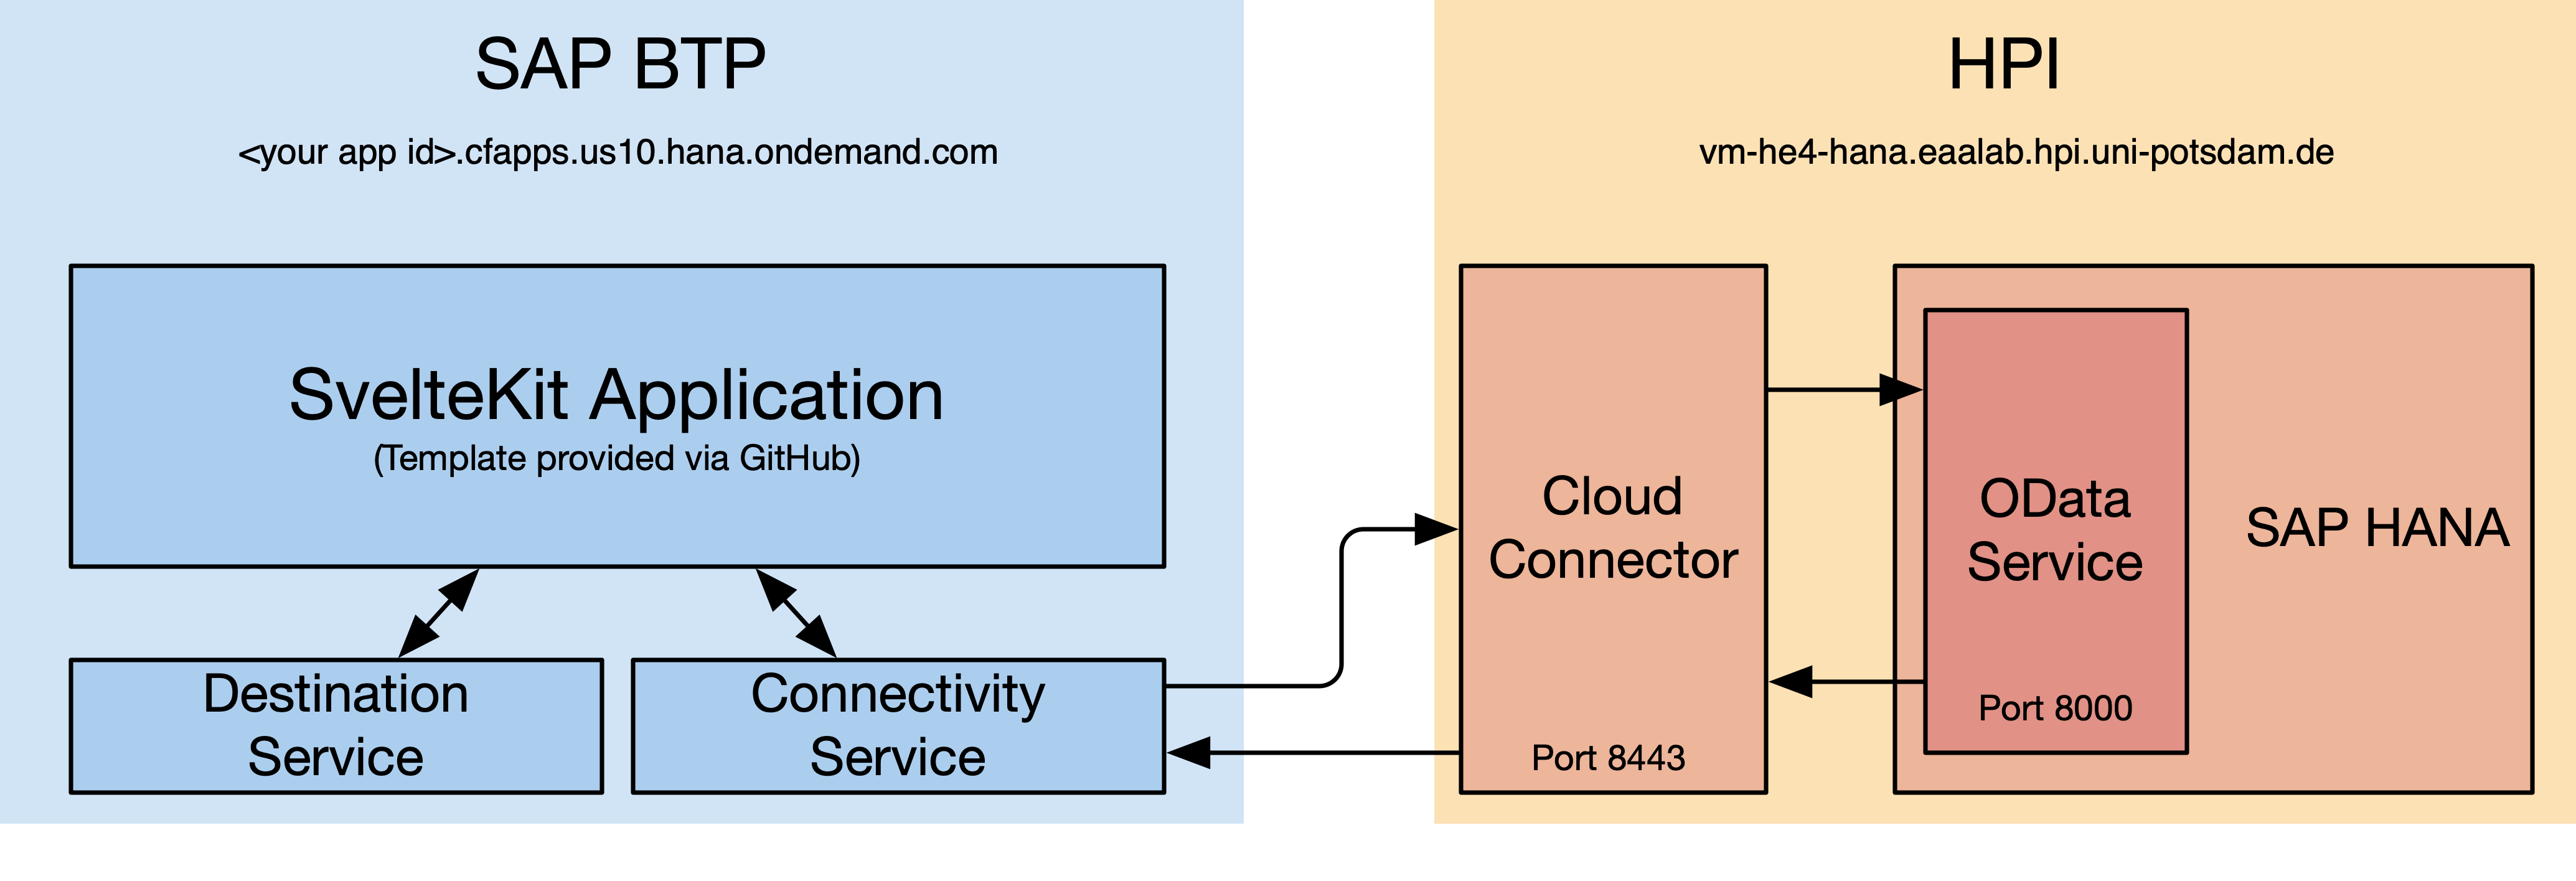 SAP BTP
<your app id>.cfapps.us10.hana.ondemand.com
SvelteKit Application
(Template provided via GitHub)
Destination
Service
Connectivity
Service
HPI
vm-he4-hana.eaalab.hpi.uni-potsdam.de
Cloud
Connector
Port 8443
OData
Service
Port 8000
SAP HANA